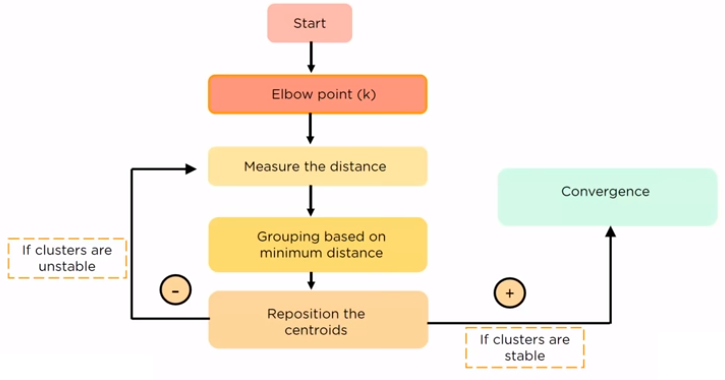 Start
Elbow point (k)
Measure the distance
Convergence
Grouping based on
minimum distance
If clusters are
unstable
-
+
Reposition the
centroids
If clusters are
stable